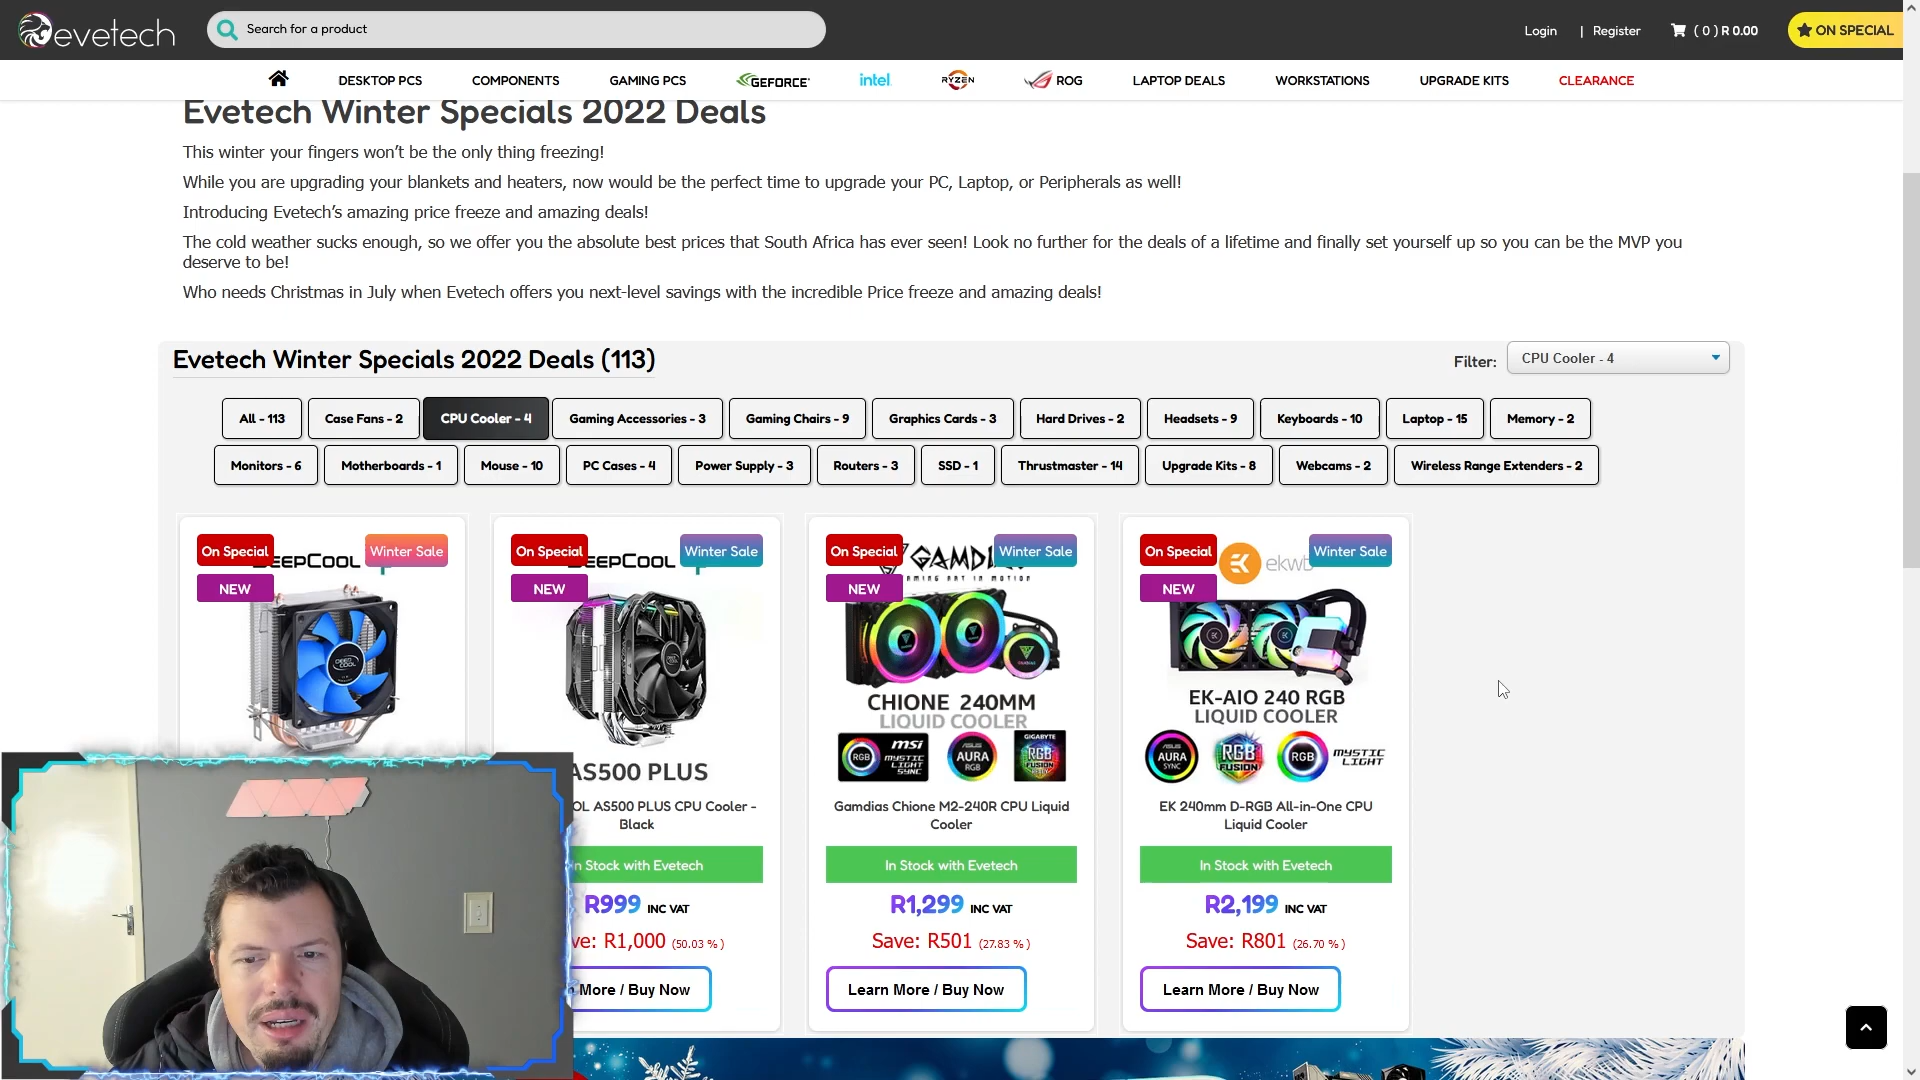 evetech
Search for a product
Login | Register
( 0 ) R 0.00
ON SPECIAL
DESKTOP PCS
COMPONENTS
GAMING PCS
GEFORCE
intel
RYZEN
ROG
LAPTOP DEALS
WORKSTATIONS
UPGRADE KITS
CLEARANCE
Evetech Winter Specials 2022 Deals
This winter your fingers won't be the only thing freezing!
While you are upgrading your blankets and heaters, now would be the perfect time to upgrade your PC, Laptop, or Peripherals as well!
Introducing Evetech's amazing price freeze and amazing deals!
The cold weather sucks enough, so we offer you the absolute best prices that South Africa has ever seen! Look no further for the deals of a lifetime and finally set yourself up so you can be the MVP you
deserve to be!
Who needs Christmas in July when Evetech offers you next-level savings with the incredible Price freeze and amazing deals!
Evetech Winter Specials 2022 Deals (113)
Filter: CPU Cooler - 4
All - 113
Case Fans - 2
CPU Cooler - 4
Gaming Accessories - 3
Gaming Chairs - 9
Graphics Cards - 3
Hard Drives - 2
Headsets - 9
Keyboards - 10
Laptop - 15
Memory - 2
Monitors - 6
Motherboards - 1
Mouse - 10
PC Cases - 4
Power Supply - 3
Routers - 3
SSD - 1
Thrustmaster - 14
Upgrade Kits - 8
Webcams - 2
Wireless Range Extenders - 2
On Special
EEPCOOL
Winter Sale
NEW
DEEP COOL
On Special
EEPCOOL
Winter Sale
NEW
AS500 PLUS
OL AS500 PLUS CPU Cooler -
Black
n Stock with Evetech
R999 INC VAT
ve: R1,000 (50.03 % )
More / Buy Now
On Special
GAMDI
Winter Sale
NEW
CHIONE 240MM
LIQUID COOLER
RGB
msi
MYSTIC
LIGHT
SYNC
ASUS
AURA
RGB
GIGABYTE
RGB
FUSION
Gamdias Chione M2-240R CPU Liquid
Cooler
In Stock with Evetech
R1,299 INC VAT
Save: R501 (27.83 % )
Learn More / Buy Now
On Special
ekwb
Winter Sale
NEW
EK-AIO 240 RGB
LIQUID COOLER
ASUS
AURA
SYNC
RGB
FUSION
RGB
MYSTIC
LIGHT
EK 240mm D-RGB All-in-One CPU
Liquid Cooler
In Stock with Evetech
R2,199 INC VAT
Save: R801 (26.70 % )
Learn More / Buy Now